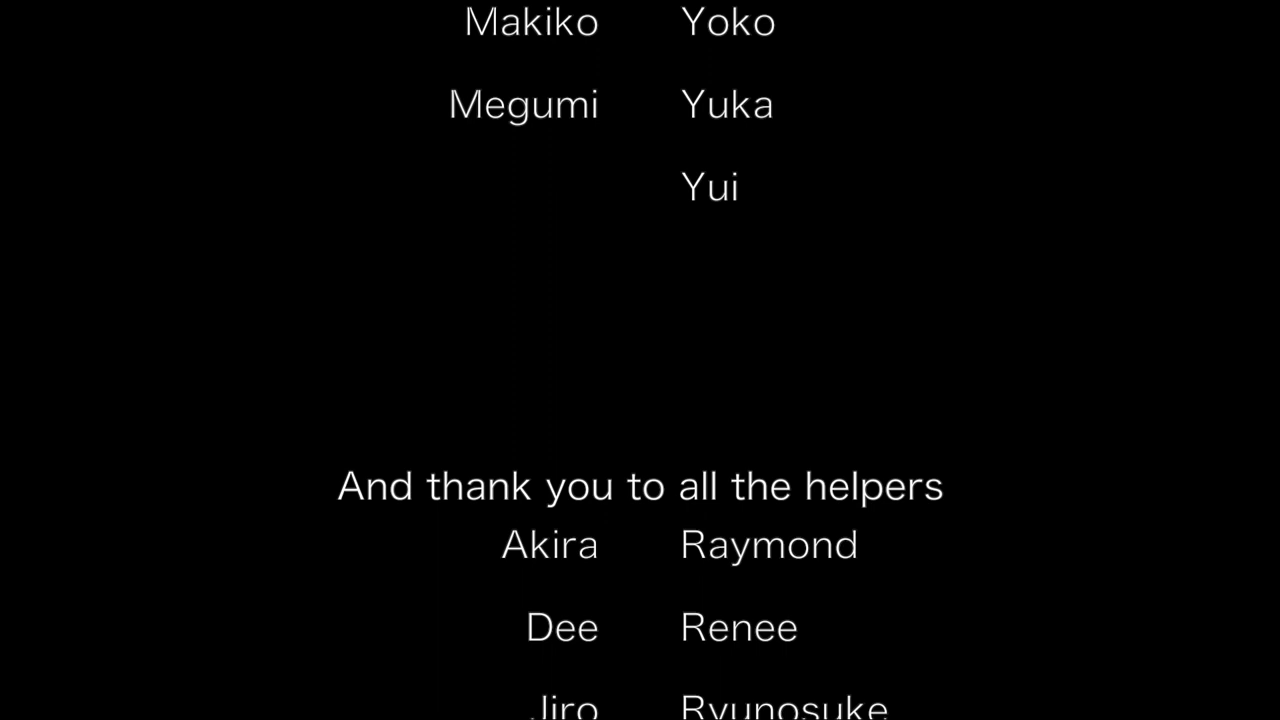 Makiko Yoko
Megumi Yuka
Yui
And thank you to all the helpers
Akira Raymond
Dee Renee
Jiro Ryunosuke